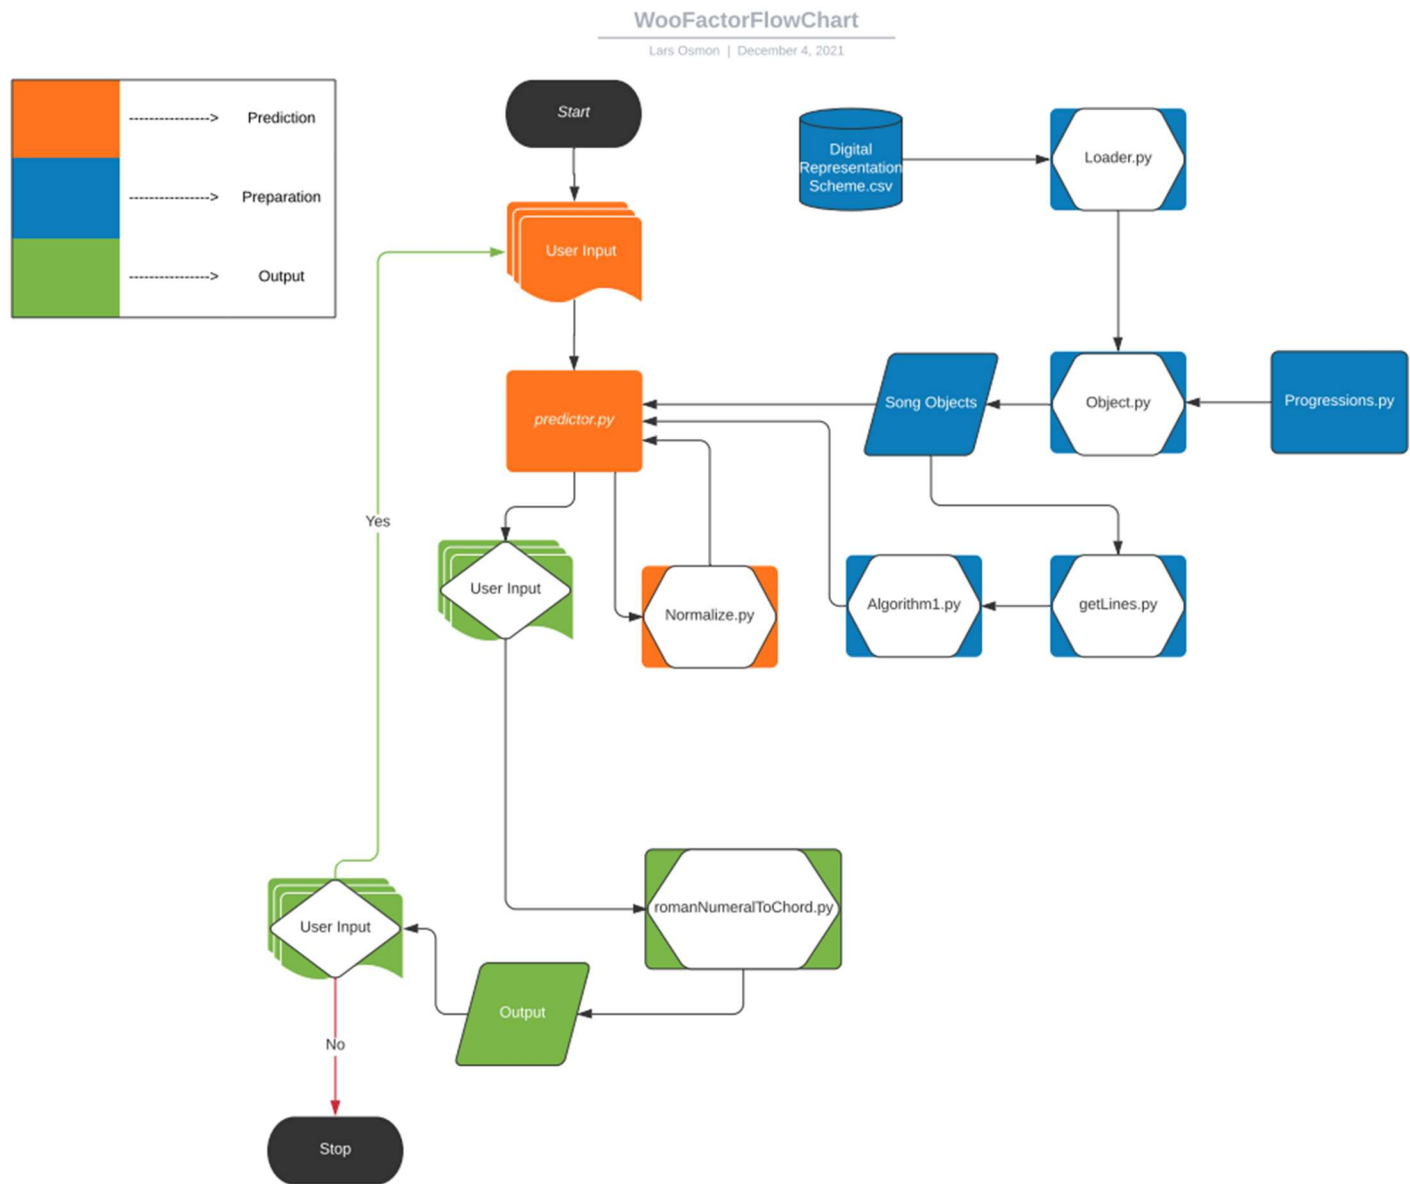 WooFactorFlowChart
Lars Osmon | December 4, 2021
Prediction
Preparation
Output
Start
User Input
Digital
Representation
Scheme.csv
Loader.py
predictor.py
Song Objects
Object.py
Progressions.py
Yes
User Input
Normalize.py
Algorithm1.py
getLines.py
romanNumeralToChord.py
User Input
Output
No
Stop